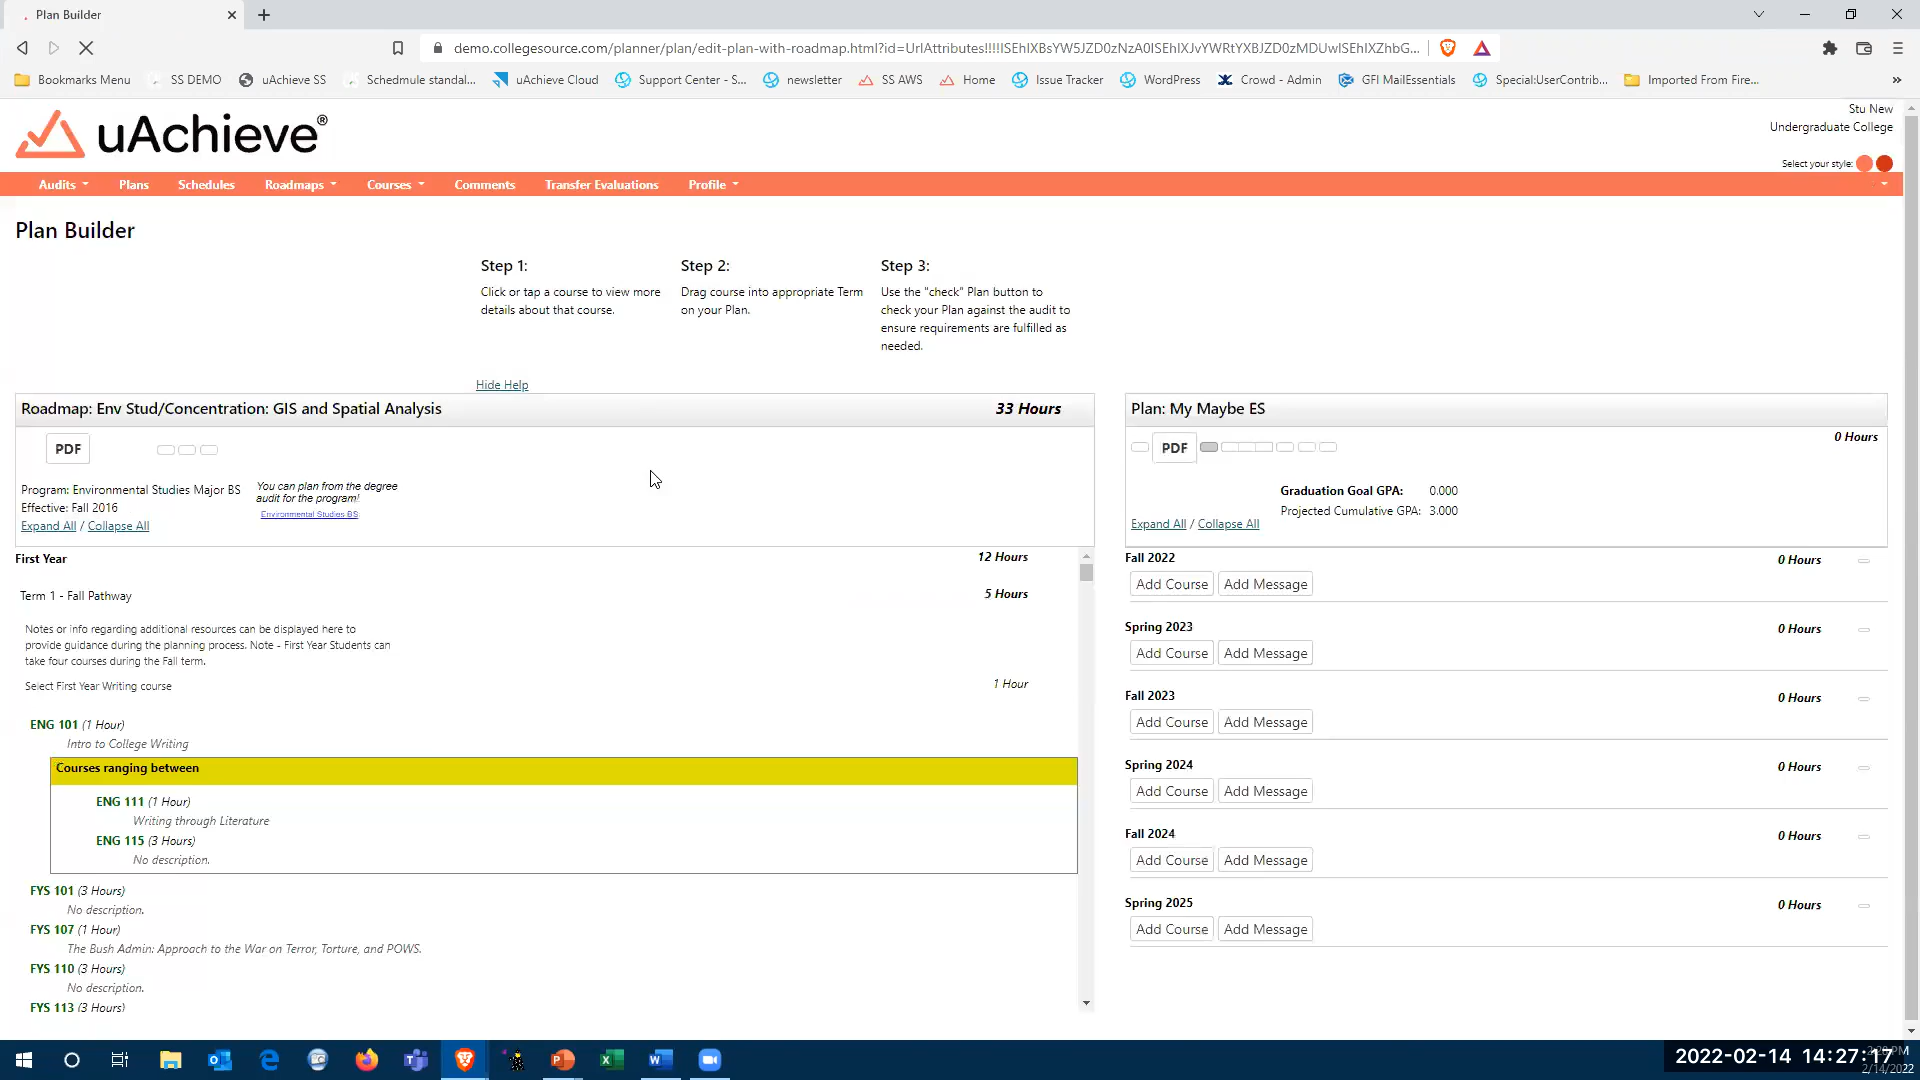 Plan Builder
demo.collegesource.com/planner/plan/edit-plan-with-roadmap.html?id=UrlAttributes!!!!ISEhIXBsYW5JZD0zNzA0ISEhIXJvYWRtYXBJZD0zMDUwISEhIXZhbG...
Bookmarks Menu SS DEMO uAchieve SS Schedmule standal... uAchieve Cloud Support Center - S... newsletter SS AWS Home Issue Tracker WordPress Crowd - Admin GFI MailEssentials Special:UserContrib... Imported From Fire... »
uAchieve®
Stu New
Undergraduate College
Select your style:
Audits Plans Schedules Roadmaps Courses Comments Transfer Evaluations Profile
Plan Builder
Step 1:
Click or tap a course to view more
details about that course.
Step 2:
Drag course into appropriate Term
on your Plan.
Step 3:
Use the "check" Plan button to
check your Plan against the audit to
ensure requirements are fulfilled as
needed.
Hide Help
Roadmap: Env Stud/Concentration: GIS and Spatial Analysis 33 Hours
PDF
Program: Environmental Studies Major BS
Effective: Fall 2016
Expand All / Collapse All
You can plan from the degree
audit for the program!
Environmental Studies BS
First Year 12 Hours
Term 1 - Fall Pathway 5 Hours
Notes or info regarding additional resources can be displayed here to
provide guidance during the planning process. Note - First Year Students can
take four courses during the Fall term.
Select First Year Writing course 1 Hour
ENG 101 (1 Hour)
Intro to College Writing
Courses ranging between
ENG 111 (1 Hour)
Writing through Literature
ENG 115 (3 Hours)
No description.
FYS 101 (3 Hours)
No description.
FYS 107 (1 Hour)
The Bush Admin: Approach to the War on Terror, Torture, and POWS.
FYS 110 (3 Hours)
No description.
FYS 113 (3 Hours)
Plan: My Maybe ES
0 Hours
PDF
Graduation Goal GPA: 0.000
Projected Cumulative GPA: 3.000
Expand All / Collapse All
Fall 2022 0 Hours
Add Course Add Message
Spring 2023 0 Hours
Add Course Add Message
Fall 2023 0 Hours
Add Course Add Message
Spring 2024 0 Hours
Add Course Add Message
Fall 2024 0 Hours
Add Course Add Message
Spring 2025 0 Hours
Add Course Add Message
2022-02-14 14:27:17
2/14/2022